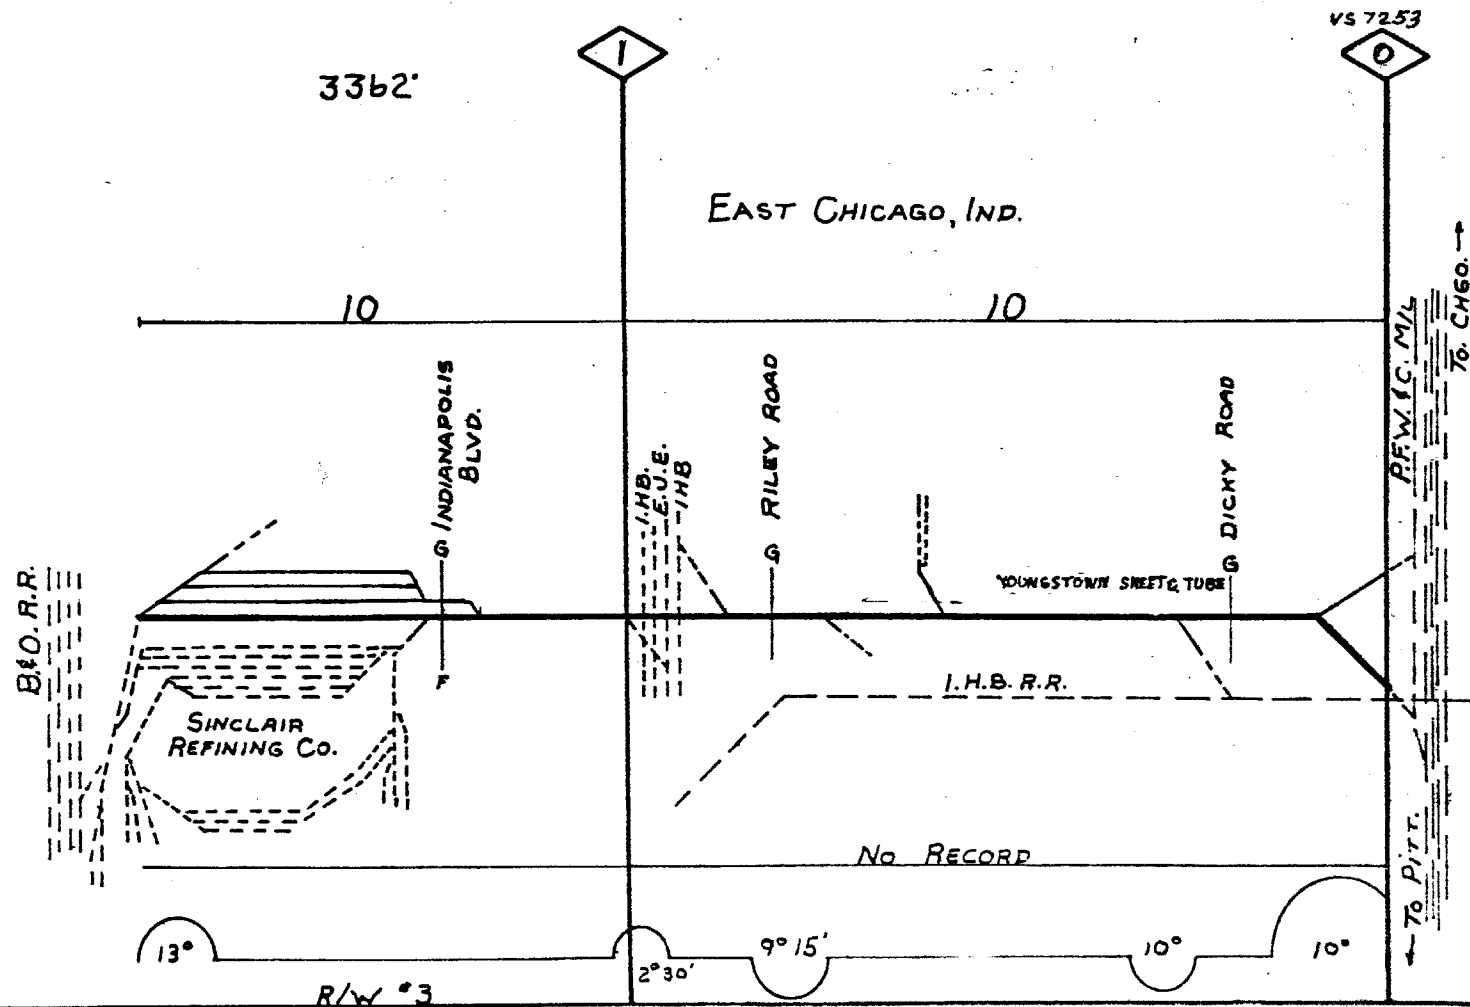 VS 7253
1
0
3362'
EAST CHICAGO, IND.
10
10
TO. CHGO.
P.F.W. & C. M/L
INDIANAPOLIS
BLVD.
G
I.H.B.
E.J.E.
IHB
RILEY ROAD
G
DICKY ROAD
G
YOUNGSTOWN SHEET & TUBE
B.&O. R.R.
F
I.H.B. R.R.
SINCLAIR
REFINING CO.
NO RECORD
TO PITT.
13°
2°30'
9°15'
10°
10°
R/W #3